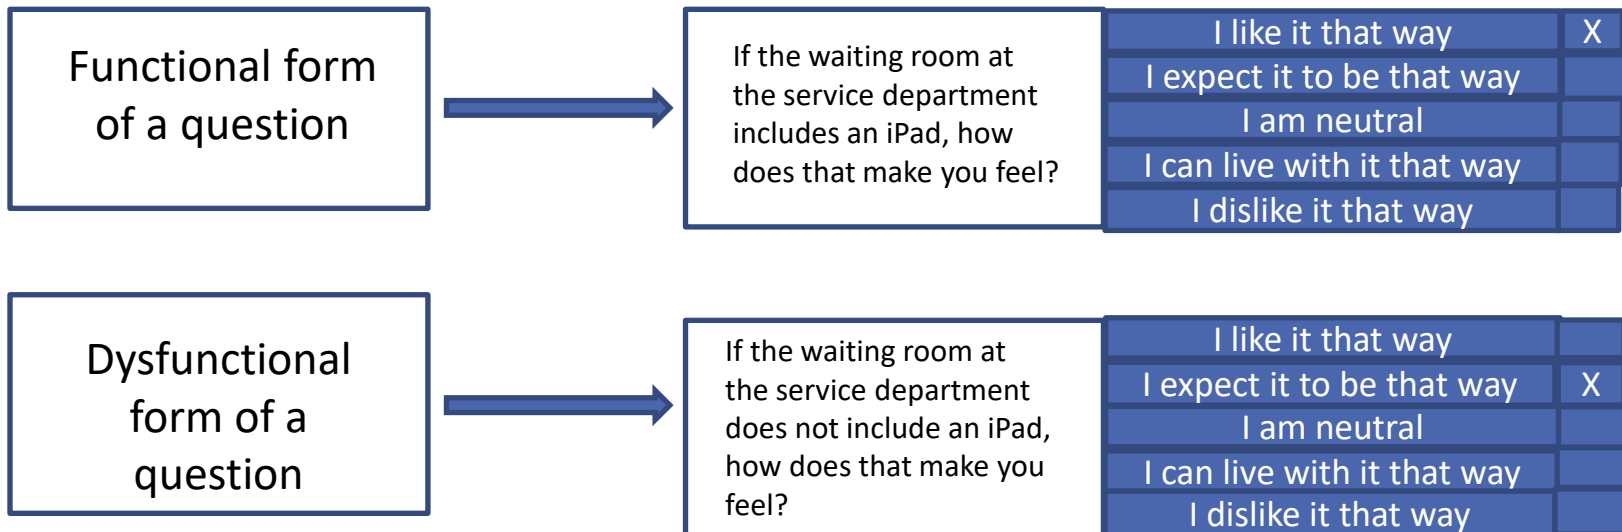 Functional form
of a question
If the waiting room at
the service department
includes an iPad, how
does that make you feel?
I like it that way X
I expect it to be that way
I am neutral
I can live with it that way
I dislike it that way
Dysfunctional
form of a
question
If the waiting room at
the service department
does not include an iPad,
how does that make you
feel?
I like it that way
I expect it to be that way X
I am neutral
I can live with it that way
I dislike it that way